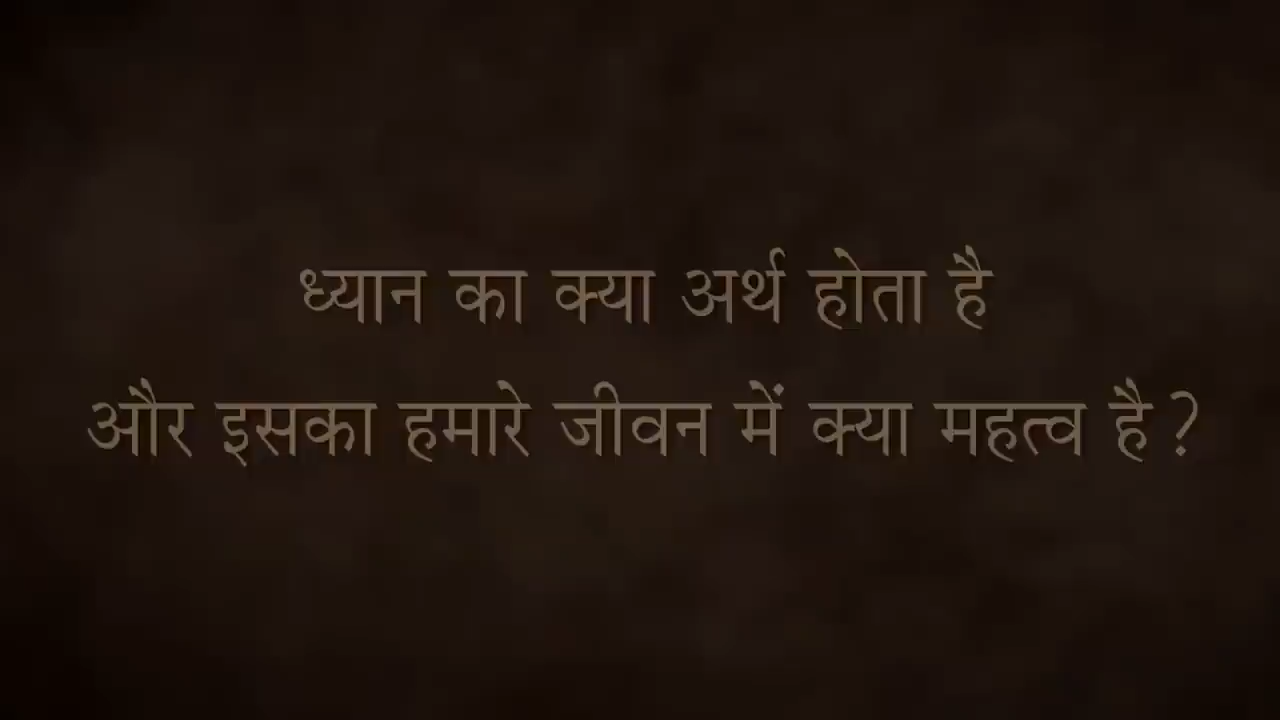 ध्यान का क्या अर्थ होता है
और इसका हमारे जीवन में क्या महत्व है?